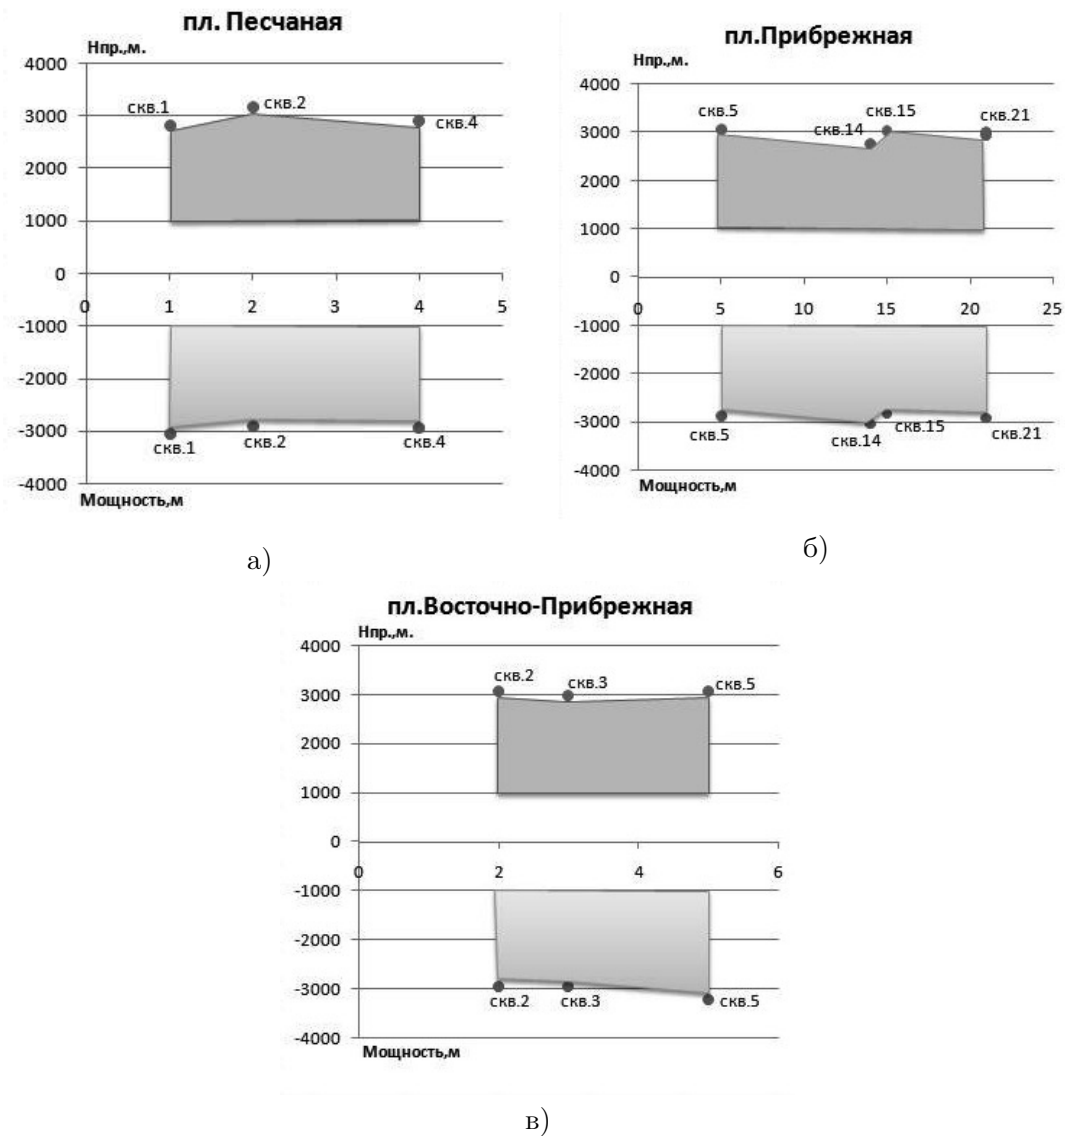 пл. Песчаная
Нпр.,м.
4000
3000
2000
1000
0
-1000
-2000
-3000
-4000
0 1 2 3 4 5
скв.1
скв.2
скв.4
скв.1
скв.2
скв.4
Мощность,м
а)
пл.Прибрежная
Нпр.,м.
4000
3000
2000
1000
0
-1000
-2000
-3000
-4000
0 5 10 15 20 25
скв.5
скв.14
скв.15
скв.21
скв.5
скв.14
скв.15
скв.21
Мощность,м
б)
пл.Восточно-Прибрежная
Нпр.,м.
4000
3000
2000
1000
0
-1000
-2000
-3000
-4000
0 2 4 6
скв.2
скв.3
скв.5
скв.2
скв.3
скв.5
Мощность,м
в)